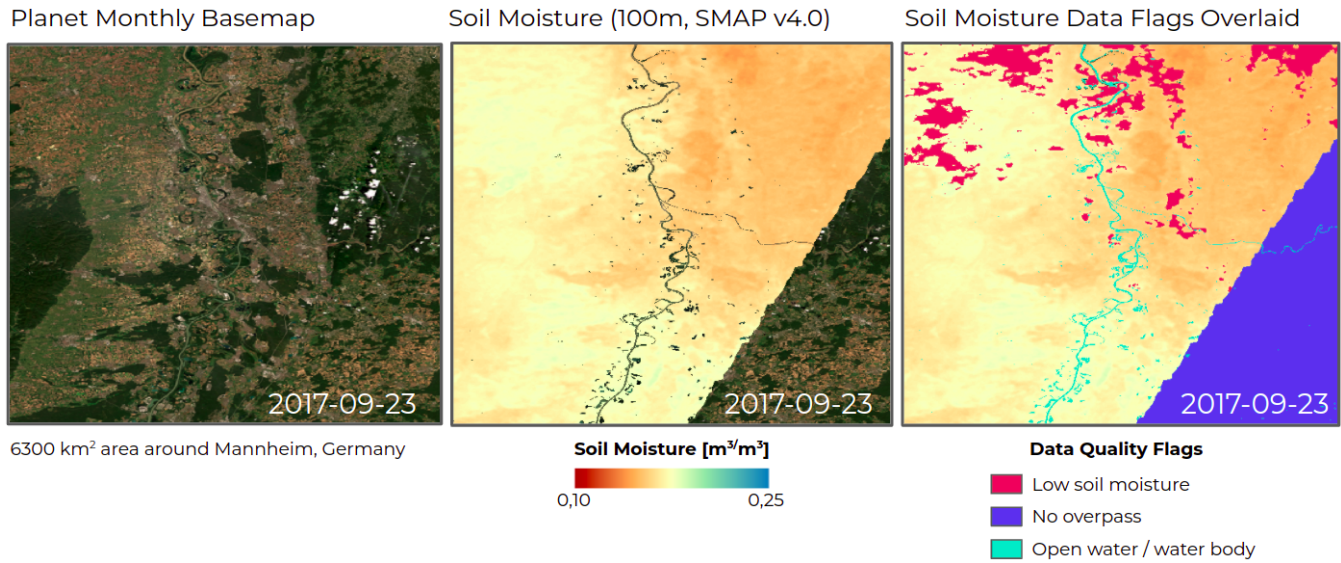 Planet Monthly Basemap
Soil Moisture (100m, SMAP v4.0)
Soil Moisture Data Flags Overlaid
2017-09-23
2017-09-23
2017-09-23
6300 km² area around Mannheim, Germany
Soil Moisture [m³/m³]
0,10
0,25
Data Quality Flags
Low soil moisture
No overpass
Open water / water body